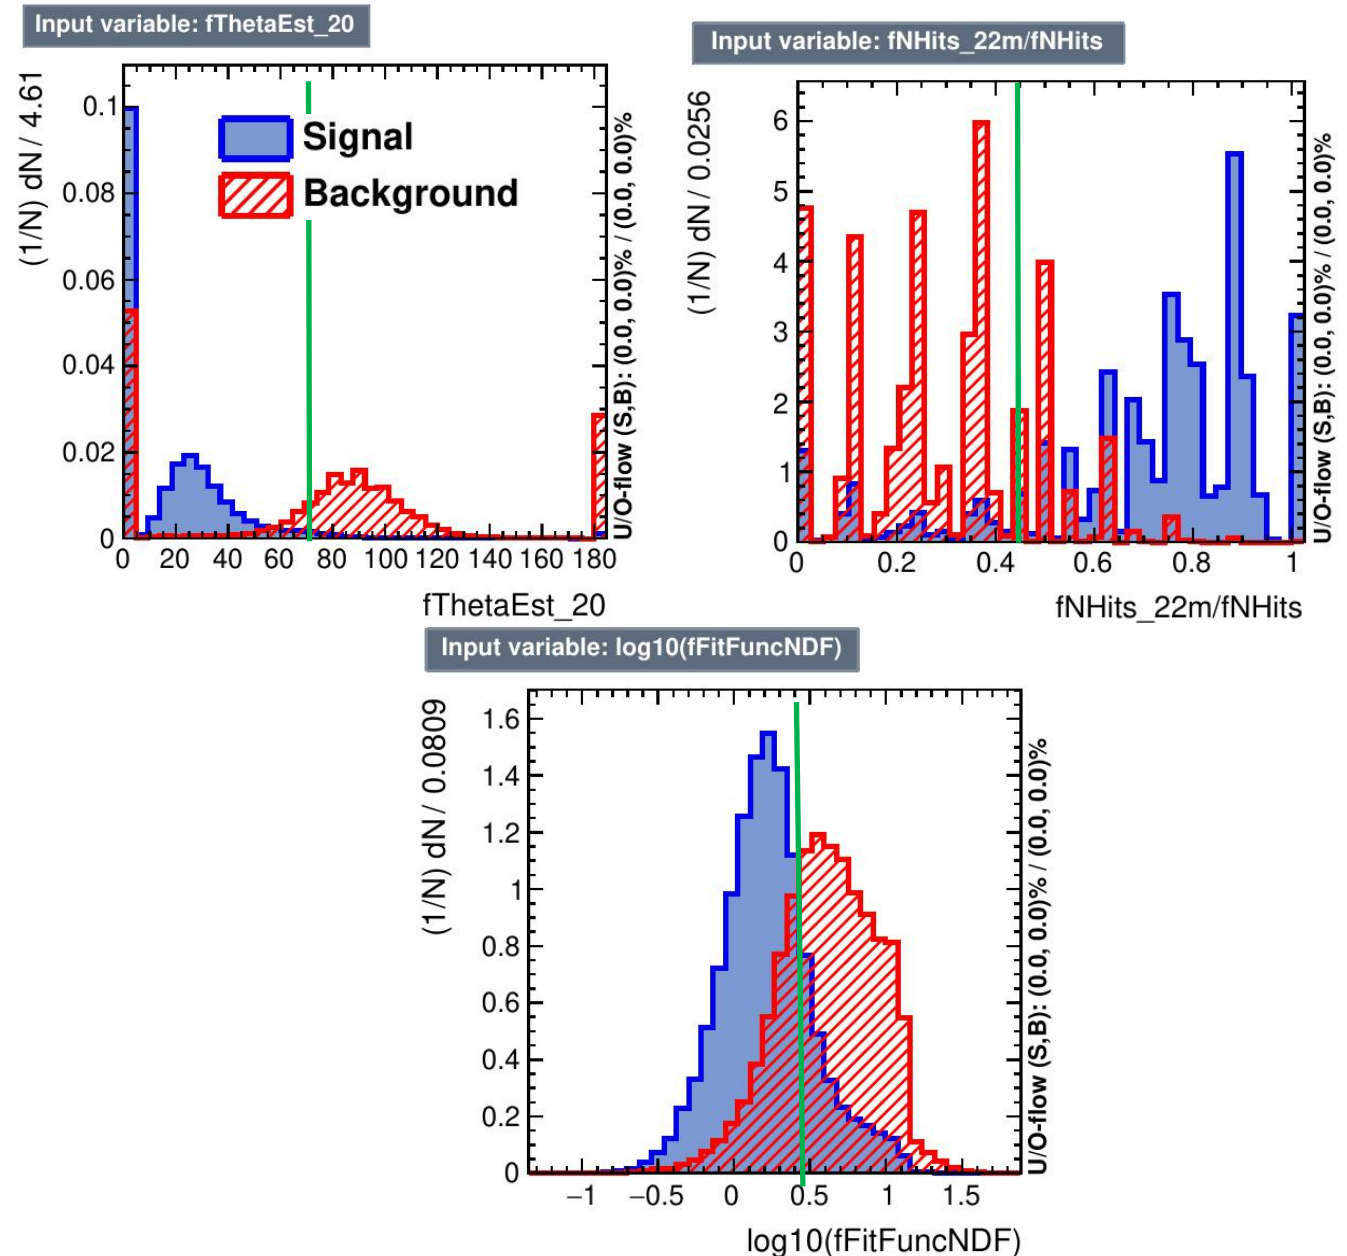 Input variable: fThetaEst_20
(1/N) dN / 4.61
0.1
0.08
0.06
0.04
0.02
0
Signal
Background
0 20 40 60 80 100 120 140 160 180
fThetaEst_20
U/O-flow (S,B): (0.0, 0.0)% / (0.0, 0.0)%
Input variable: fNHits_22m/fNHits
(1/N) dN / 0.0256
6
5
4
3
2
1
0
0 0.2 0.4 0.6 0.8 1
fNHits_22m/fNHits
U/O-flow (S,B): (0.0, 0.0)% / (0.0, 0.0)%
Input variable: log10(fFitFuncNDF)
(1/N) dN / 0.0809
1.6
1.4
1.2
1
0.8
0.6
0.4
0.2
0
−1 −0.5 0 0.5 1 1.5
log10(fFitFuncNDF)
U/O-flow (S,B): (0.0, 0.0)% / (0.0, 0.0)%